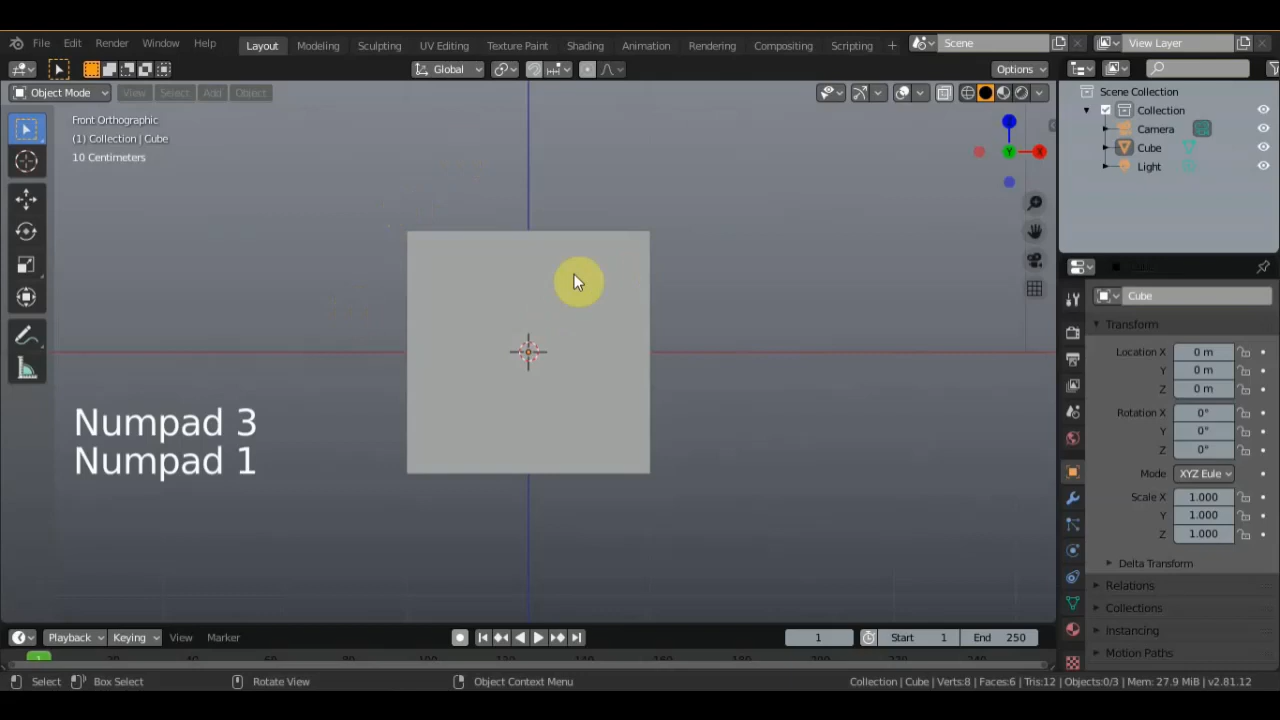 File Edit Render Window Help Layout Modeling Sculpting UV Editing Texture Paint Shading Animation Rendering Compositing Scripting + Scene View Layer
Global Options
Object Mode View Select Add Object
Front Orthographic
(1) Collection | Cube
10 Centimeters
X
Y
Scene Collection
Collection
Camera
Cube
Light
Cube
Transform
Location X 0 m
Y 0 m
Z 0 m
Rotation X 0°
Y 0°
Z 0°
Mode XYZ Eule
Scale X 1.000
Y 1.000
Z 1.000
Delta Transform
Relations
Collections
Instancing
Motion Paths
Numpad 3
Numpad 1
Playback Keying View Marker 1 Start 1 End 250
1
Select Box Select Rotate View Object Context Menu Collection | Cube | Verts:8 | Faces:6 | Tris:12 | Objects:0/3 | Mem: 27.9 MiB | v2.81.12